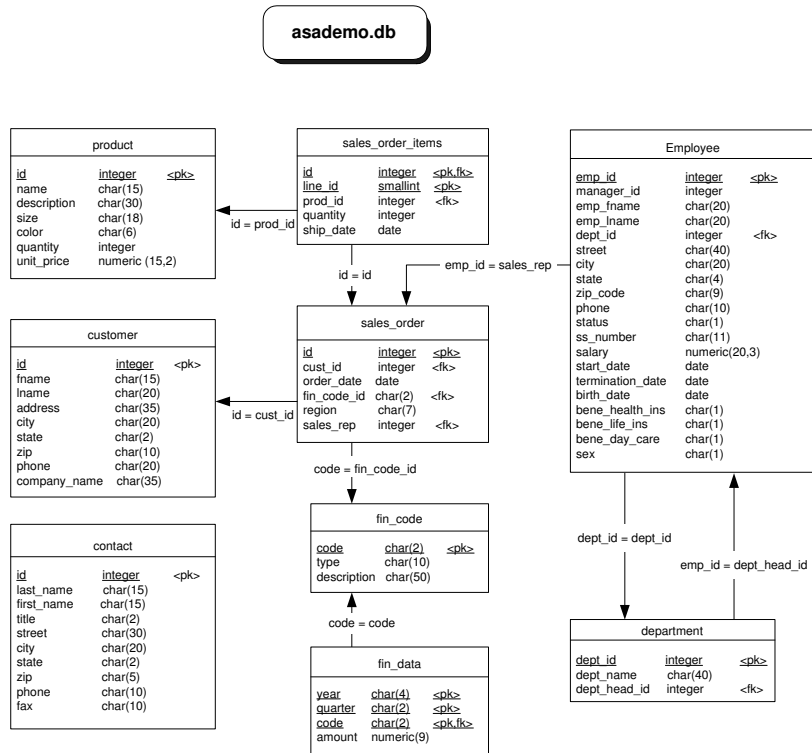 asademo.db
product
id integer <pk>
name char(15)
description char(30)
size char(18)
color char(6)
quantity integer
unit_price numeric (15,2)
id = prod_id
sales_order_items
id integer <pk,fk>
line_id smallint <pk>
prod_id integer <fk>
quantity integer
ship_date date
id = id
emp_id = sales_rep
Employee
emp_id integer <pk>
manager_id integer
emp_fname char(20)
emp_lname char(20)
dept_id integer <fk>
street char(40)
city char(20)
state char(4)
zip_code char(9)
phone char(10)
status char(1)
ss_number char(11)
salary numeric(20,3)
start_date date
termination_date date
birth_date date
bene_health_ins char(1)
bene_life_ins char(1)
bene_day_care char(1)
sex char(1)
customer
id integer <pk>
fname char(15)
lname char(20)
address char(35)
city char(20)
state char(2)
zip char(10)
phone char(20)
company_name char(35)
id = cust_id
sales_order
id integer <pk>
cust_id integer <fk>
order_date date
fin_code_id char(2) <fk>
region char(7)
sales_rep integer <fk>
code = fin_code_id
contact
id integer <pk>
last_name char(15)
first_name char(15)
title char(2)
street char(30)
city char(20)
state char(2)
zip char(5)
phone char(10)
fax char(10)
fin_code
code char(2) <pk>
type char(10)
description char(50)
code = code
fin_data
year char(4) <pk>
quarter char(2) <pk>
code char(2) <pk,fk>
amount numeric(9)
dept_id = dept_id
emp_id = dept_head_id
department
dept_id integer <pk>
dept_name char(40)
dept_head_id integer <fk>